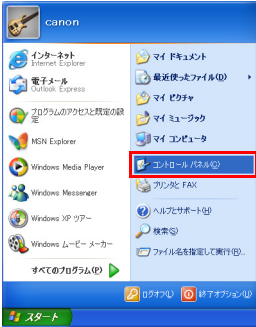 canon
インターネット
Internet Explorer
電子メール
Outlook Express
プログラムのアクセスと既定の設
定
MSN Explorer
Windows Media Player
Windows Messenger
Windows XP ツアー
Windows ムービー メーカー
すべてのプログラム(P)
マイ ドキュメント
最近使ったファイル(D)
マイ ピクチャ
マイ ミュージック
マイ コンピュータ
コントロール パネル(C)
プリンタと FAX
ヘルプとサポート(H)
検索(S)
ファイル名を指定して実行(R)...
ログオフ(L)
終了オプション(U)
スタート